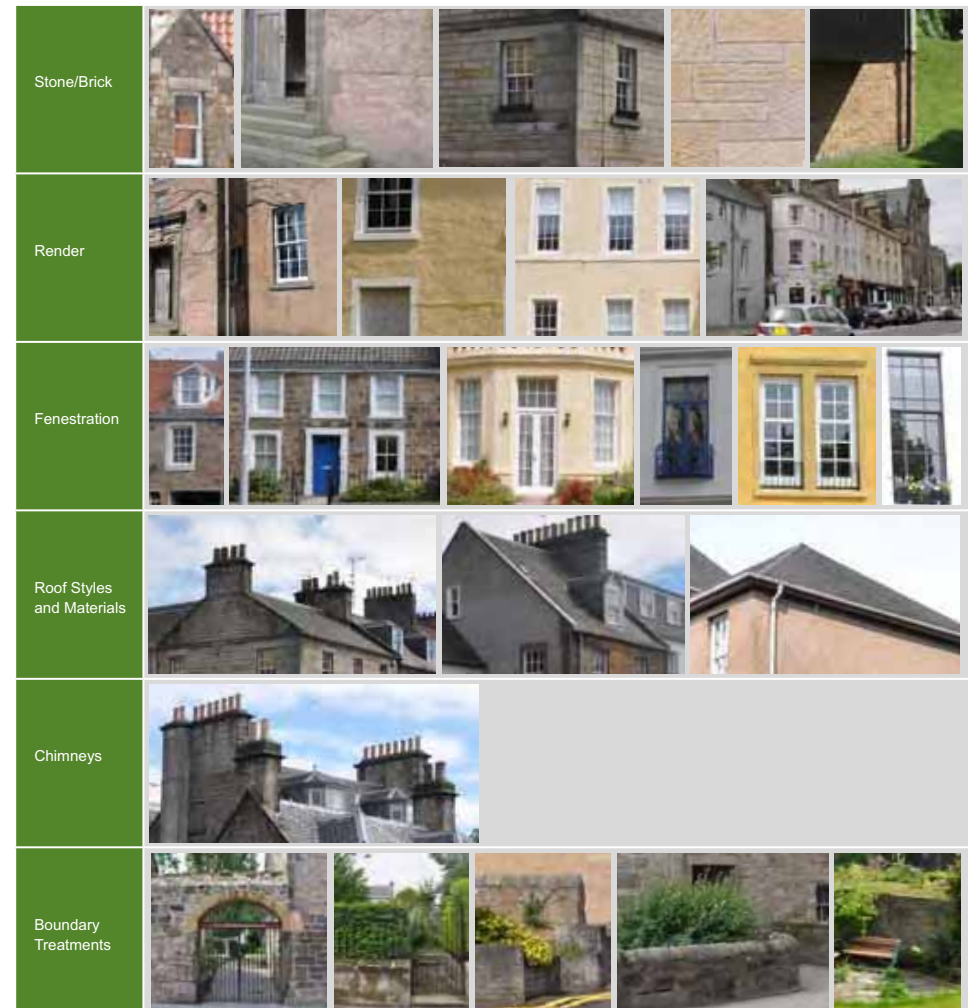 Stone/Brick
Render
Fenestration
Roof Styles
and Materials
Chimneys
Boundary
Treatments